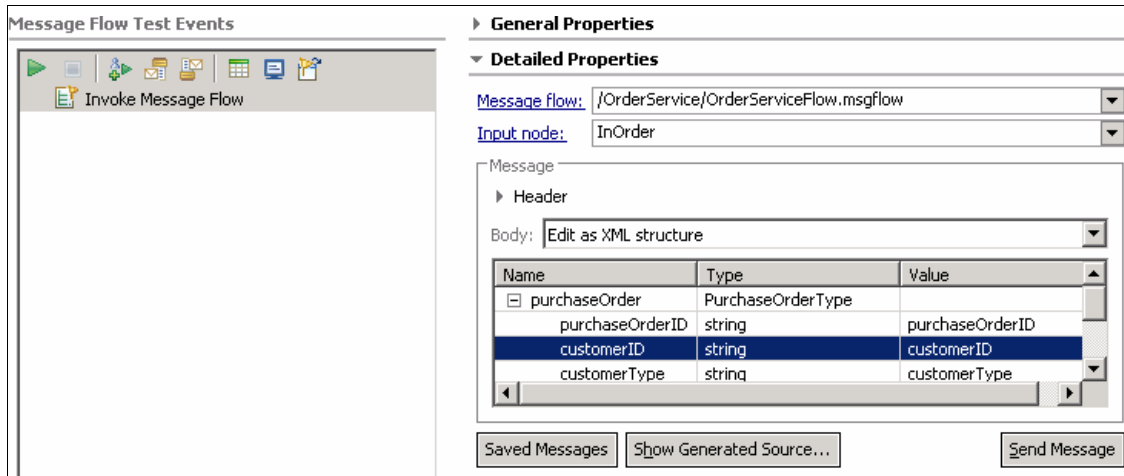 Message Flow Test Events
Invoke Message Flow
General Properties
Detailed Properties
Message flow: /OrderService/OrderServiceFlow.msgflow
Input node: InOrder
Message
Header
Body: Edit as XML structure
Name Type Value
purchaseOrder PurchaseOrderType
purchaseOrderID string purchaseOrderID
customerID string customerID
customerType string customerType
Saved Messages Show Generated Source... Send Message